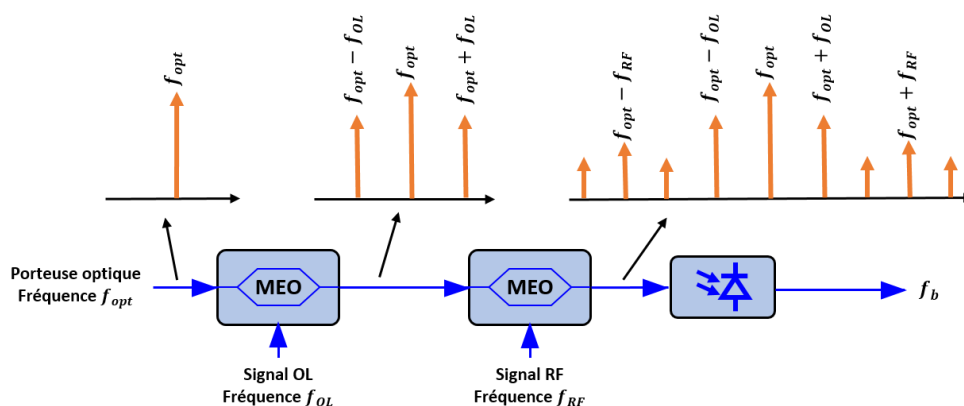 f_opt
f_opt − f_OL
f_opt
f_opt + f_OL
f_opt − f_RF
f_opt − f_OL
f_opt
f_opt + f_OL
f_opt + f_RF
Porteuse optique
Fréquence f_opt
MEO
MEO
f_b
Signal OL
Fréquence f_OL
Signal RF
Fréquence f_RF